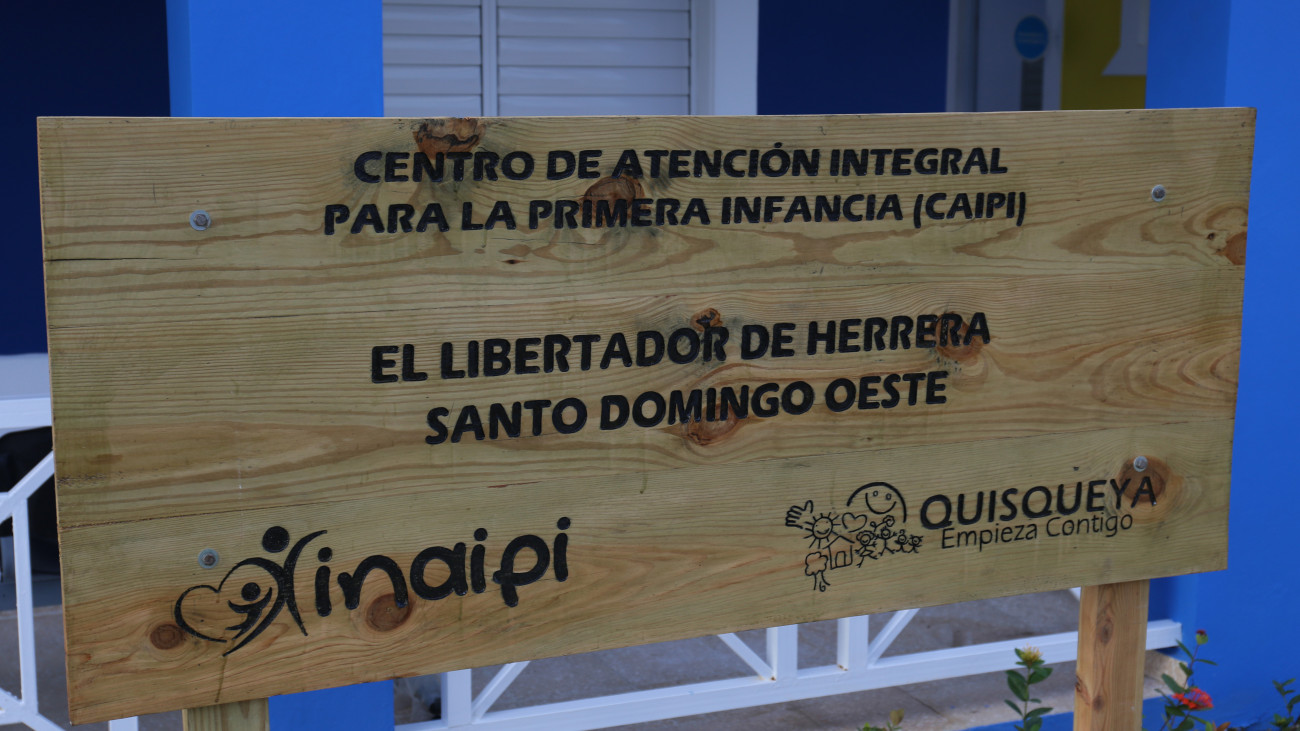 CENTRO DE ATENCIÓN INTEGRAL
PARA LA PRIMERA INFANCIA (CAIPI)
EL LIBERTADOR DE HERRERA
SANTO DOMINGO OESTE
inaipi
QUISQUEYA
Empieza Contigo